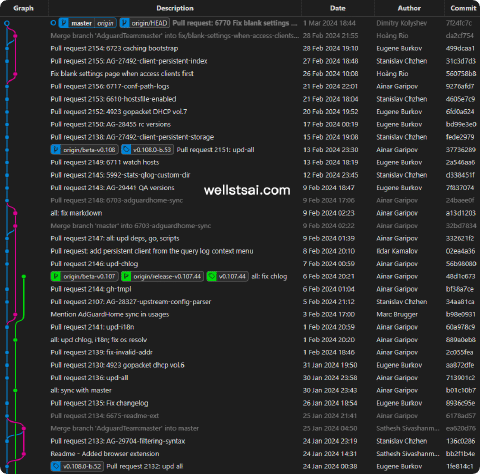 Graph Description Date Author Commit
master origin origin/HEAD Pull request: 6770 Fix blank settings ... 1 Mar 2024 18:44 Dimitry Kolyshev 7f24fc7c
Merge branch 'AdguardTeam:master' into fix/blank-settings-when-access-clients... 28 Feb 2024 21:55 Hoàng Rio da2cf754
Pull request 2154: 6723 caching bootstrap 28 Feb 2024 19:10 Eugene Burkov 499dcaa1
Pull request 2155: AG-27492-client-persistent-index 27 Feb 2024 18:48 Stanislav Chzhen 31c3d7d3
Fix blank settings page when access clients first 26 Feb 2024 10:08 Hoàng Rio 560758b8
Pull request 2156: 6717-conf-path-logs 21 Feb 2024 22:21 Ainar Garipov 9276afd7
Pull request 2153: 6610-hostsfile-enabled 21 Feb 2024 18:04 Stanislav Chzhen 4605e7c9
Pull request 2152: 4923 gopacket DHCP vol.7 20 Feb 2024 19:52 Eugene Burkov 6fd0a624
Pull request 2150: AG-28455 rc versions 17 Feb 2024 00:19 Eugene Burkov bd99e3e0
Pull request 2138: AG-27492-client-persistent-storage 15 Feb 2024 19:08 Stanislav Chzhen fede2979
origin/beta-v0.108 v0.108.0-b.53 Pull request 2151: upd-all 13 Feb 2024 23:30 Ainar Garipov 37736289
Pull request 2149: 6711 watch hosts 13 Feb 2024 18:19 Eugene Burkov 2a546aa6
Pull request 2145: 5992-stats-qlog-custom-dir 12 Feb 2024 23:45 Stanislav Chzhen d338451f
Pull request 2143: AG-29441 QA versions 9 Feb 2024 18:47 Eugene Burkov 7f837074
wellstsai.com
Pull request 2148: 6703-adguardhome-sync 9 Feb 2024 17:06 Ainar Garipov 24baee0f
all: fix markdown 9 Feb 2024 02:23 Ainar Garipov a13d1203
Merge branch 'master' into 6703-adguardhome-sync 9 Feb 2024 02:22 Ainar Garipov 32bd7834
Pull request 2147: all: upd deps, go, scripts 9 Feb 2024 01:39 Ainar Garipov 332621f2
Pull request: add persistent client from the query log context menu 8 Feb 2024 20:10 Ildar Kamalov 02ea4a36
Pull request 2146: upd-chlog 7 Feb 2024 00:59 Ainar Garipov 56b98080
origin/beta-v0.107 origin/release-v0.107.44 v0.107.44 all: fix chlog 6 Feb 2024 20:21 Ainar Garipov 48d1c673
Pull request 2144: gh-tmpl 6 Feb 2024 01:04 Ainar Garipov bf38a7ce
Pull request 2107: AG-28327-upstream-config-parser 5 Feb 2024 21:12 Stanislav Chzhen 34aa81ca
Mention AdGuardHome sync in usages 3 Feb 2024 17:00 Marc Brugger b98e0931
Pull request 2141: upd-i18n 1 Feb 2024 20:59 Ainar Garipov 60a978c9
all: upd chlog, i18n; fix os resolv 1 Feb 2024 20:20 Ainar Garipov 889a0eb8
Pull request 2139: fix-invalid-addr 1 Feb 2024 18:46 Ainar Garipov 2c055fea
Pull request 2130: 4923 gopacket dhcp vol.6 31 Jan 2024 19:50 Eugene Burkov aa872dfe
Pull request 2136: upd-all 30 Jan 2024 23:58 Ainar Garipov 713901c2
all: sync with master 30 Jan 2024 23:43 Ainar Garipov b01c10b7
Pull request 2135: Fix changelog 26 Jan 2024 18:54 Eugene Burkov 8936c95e
Pull request 2134: 6675-readme-ext 25 Jan 2024 21:41 Ainar Garipov 6178ad57
Merge branch 'AdguardTeam:master' into master 25 Jan 2024 04:50 Sathesh Sivashanm... ea620d76
Pull request 2133: AG-29704-filtering-syntax 24 Jan 2024 23:19 Stanislav Chzhen 136c0286
Readme - Added browser extension 24 Jan 2024 14:31 Sathesh Sivashanm... bb2f1b4e
v0.108.0-b.52 Pull request 2132: upd all 24 Jan 2024 00:38 Eugene Burkov 1fe814c1